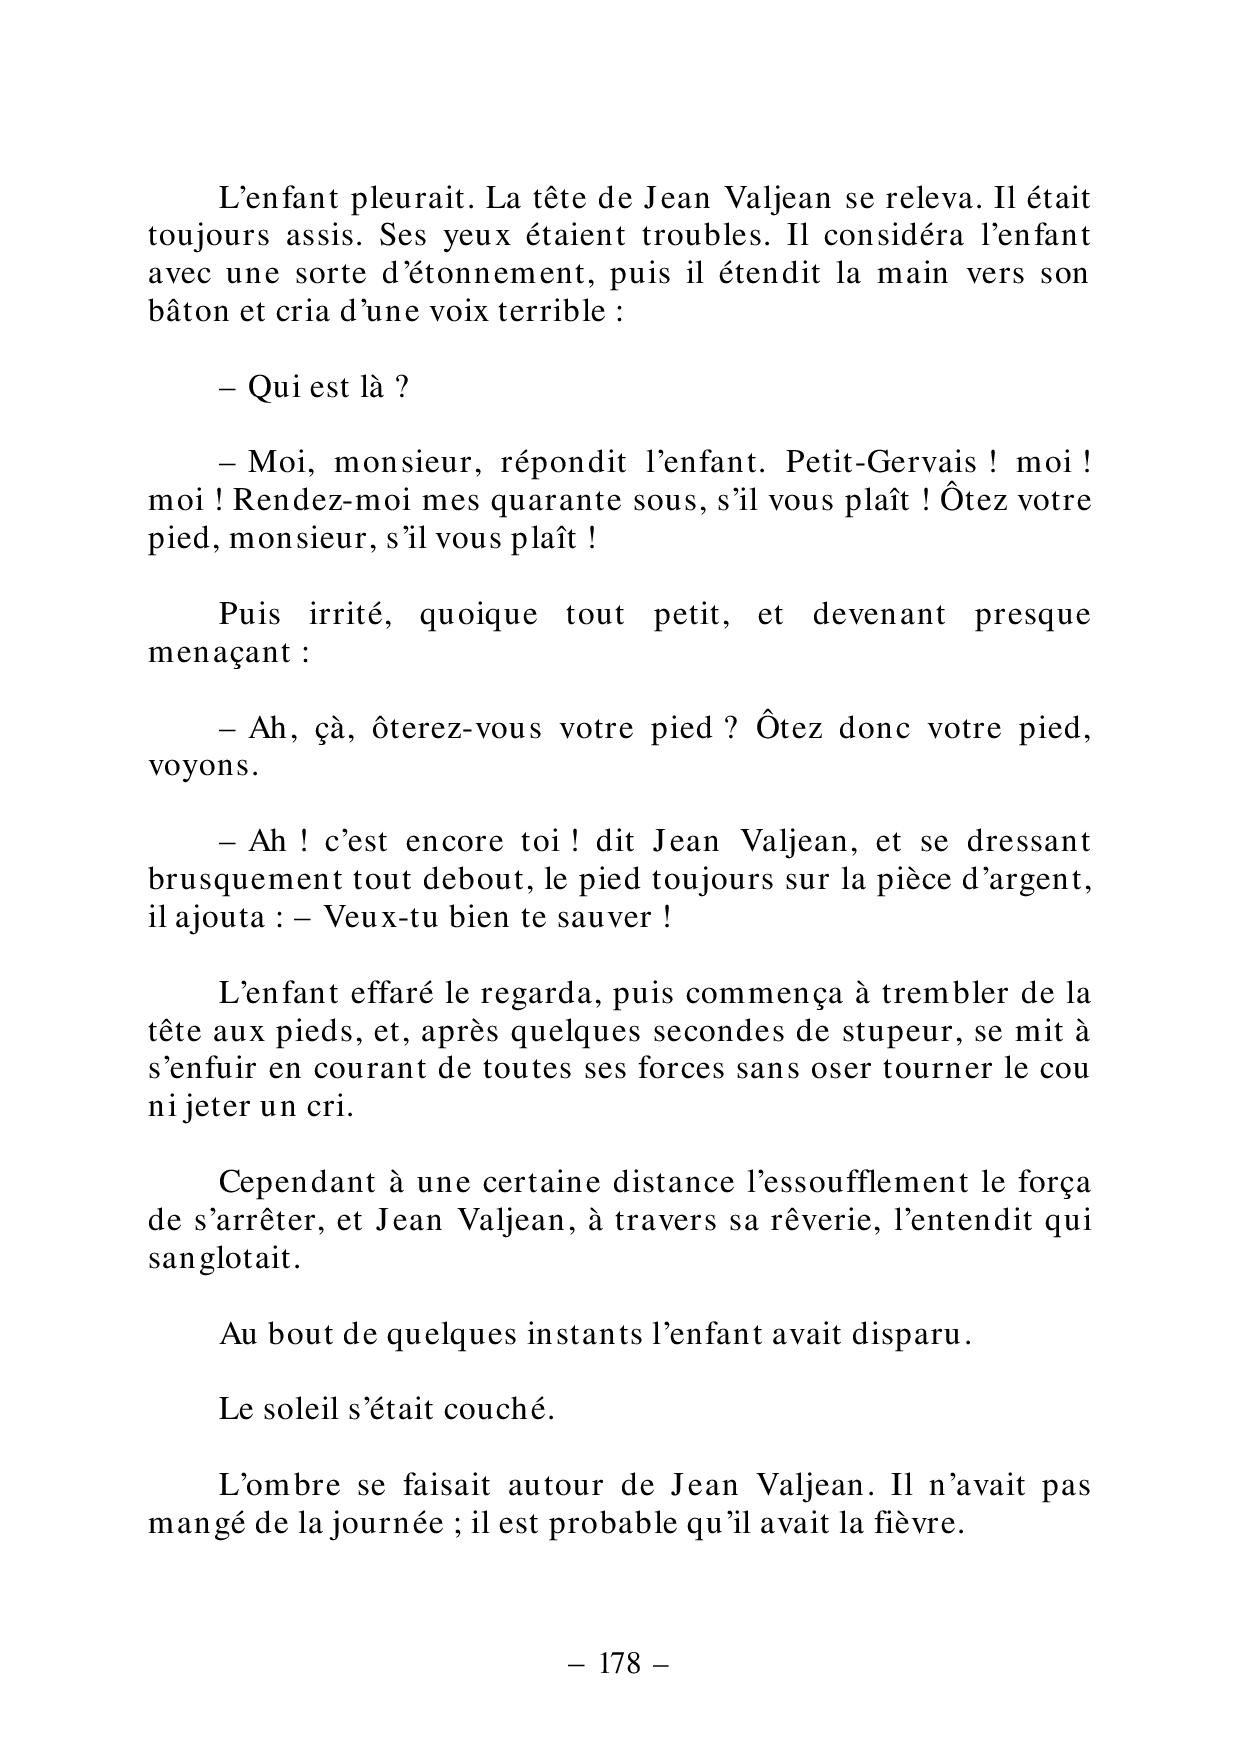 L’enfant pleurait. La tête de Jean Valjean se releva. Il était
toujours assis. Ses yeux étaient troubles. Il considéra l’enfant
avec une sorte d’étonnement, puis il étendit la main vers son
bâton et cria d’une voix terrible :
– Qui est là ?
– Moi, monsieur, répondit l’enfant. Petit-Gervais ! moi !
moi ! Rendez-moi mes quarante sous, s’il vous plaît ! Ôtez votre
pied, monsieur, s’il vous plaît !
Puis irrité, quoique tout petit, et devenant presque
menaçant :
– Ah, çà, ôterez-vous votre pied ? Ôtez donc votre pied,
voyons.
– Ah ! c’est encore toi ! dit Jean Valjean, et se dressant
brusquement tout debout, le pied toujours sur la pièce d’argent,
il ajouta : – Veux-tu bien te sauver !
L’enfant effaré le regarda, puis commença à trembler de la
tête aux pieds, et, après quelques secondes de stupeur, se mit à
s’enfuir en courant de toutes ses forces sans oser tourner le cou
ni jeter un cri.
Cependant à une certaine distance l’essoufflement le força
de s’arrêter, et Jean Valjean, à travers sa rêverie, l’entendit qui
sanglotait.
Au bout de quelques instants l’enfant avait disparu.
Le soleil s’était couché.
L’ombre se faisait autour de Jean Valjean. Il n’avait pas
mangé de la journée ; il est probable qu’il avait la fièvre.
– 178 –